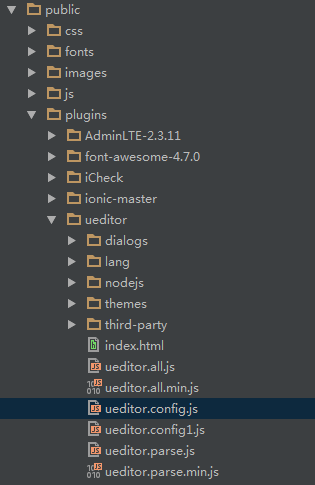 public
css
fonts
images
js
plugins
AdminLTE-2.3.11
font-awesome-4.7.0
iCheck
ionic-master
ueditor
dialogs
lang
nodejs
themes
third-party
index.html
ueditor.all.js
ueditor.all.min.js
ueditor.config.js
ueditor.config1.js
ueditor.parse.js
ueditor.parse.min.js